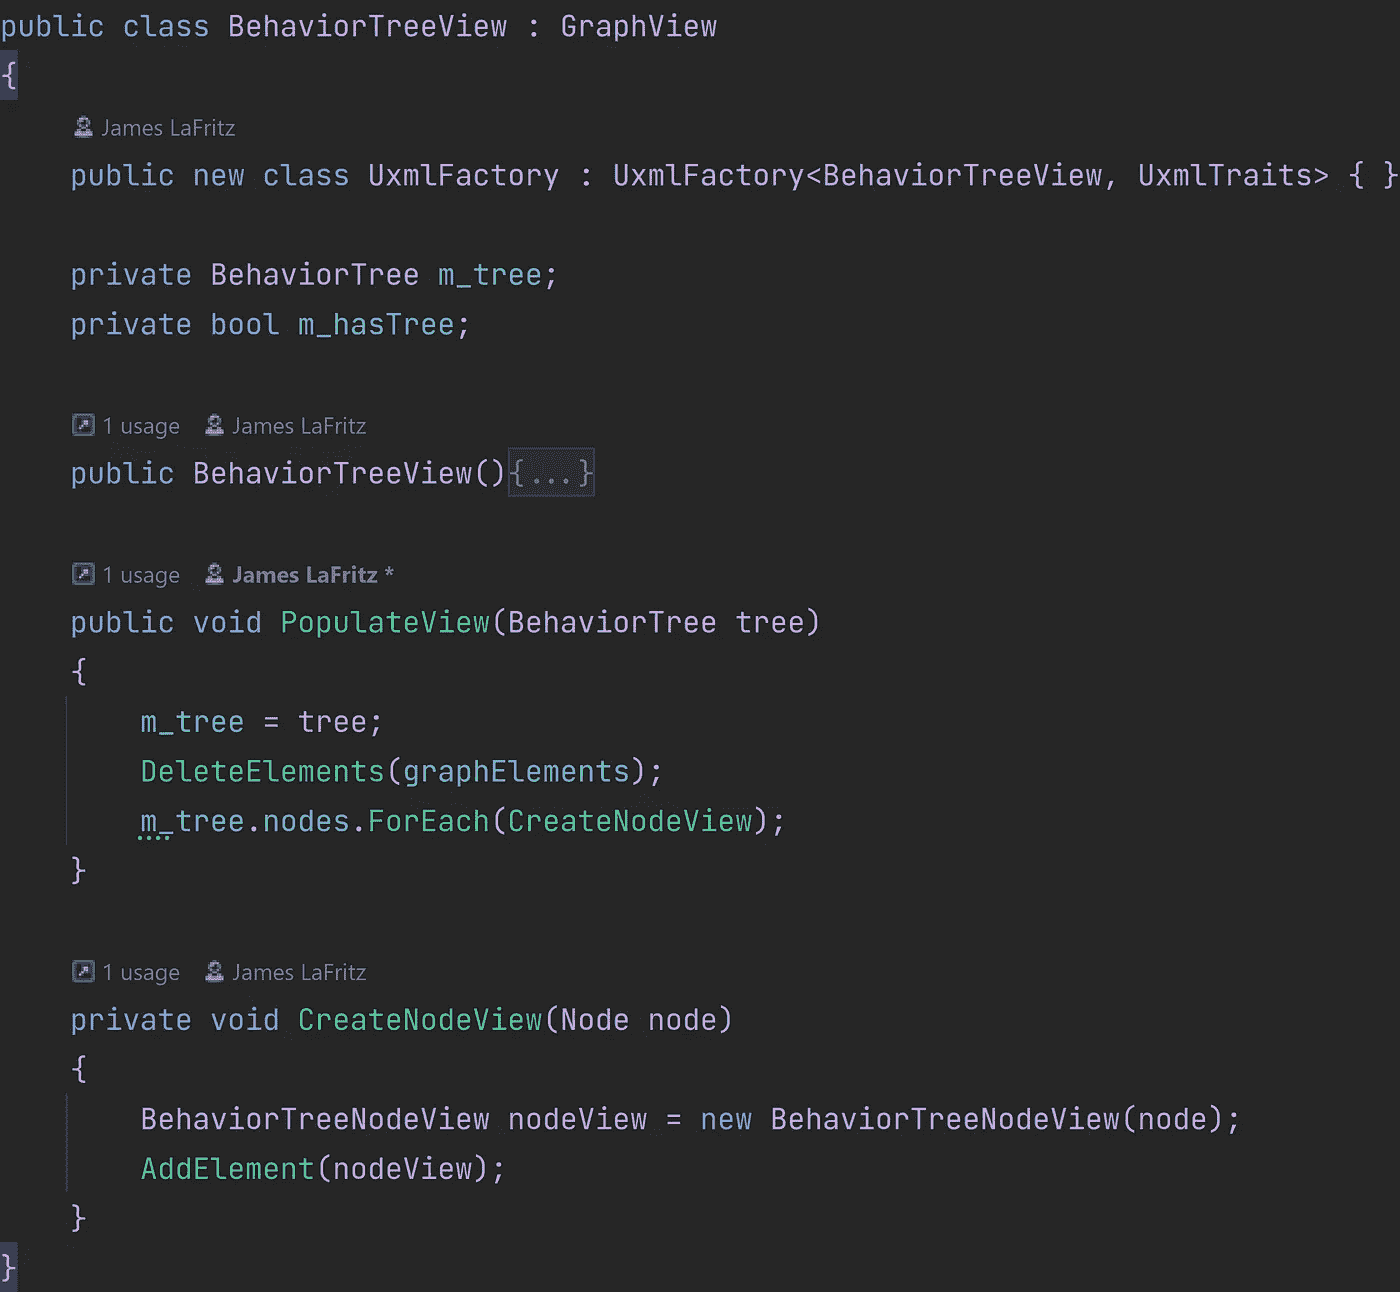 public class BehaviorTreeView : GraphView
{
James LaFritz
public new class UxmlFactory : UxmlFactory<BehaviorTreeView, UxmlTraits> { }
private BehaviorTree m_tree;
private bool m_hasTree;
1 usage James LaFritz
public BehaviorTreeView(){...}
1 usage James LaFritz *
public void PopulateView(BehaviorTree tree)
{
m_tree = tree;
DeleteElements(graphElements);
m_tree.nodes.ForEach(CreateNodeView);
}
1 usage James LaFritz
private void CreateNodeView(Node node)
{
BehaviorTreeNodeView nodeView = new BehaviorTreeNodeView(node);
AddElement(nodeView);
}
}